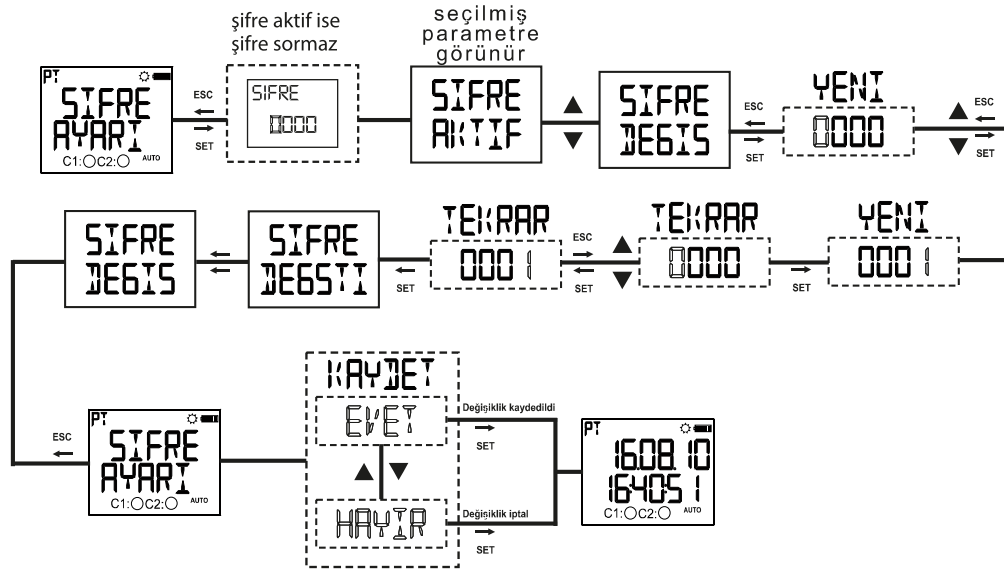 şifre aktif ise
şifre sormaz
seçilmiş
parametre
görünür
PT
SIFRE
AYARI
C1: C2: AUTO
ESC
SET
SIFRE
0000
SIFRE
AKTIF
SIFRE
DEGIS
ESC
SET
YENI
0000
ESC
SET
SIFRE
DEGIS
SIFRE
DEGSTI
SET
TEKRAR
0001
ESC
SET
TEKRAR
0000
SET
YENI
0001
ESC
PT
SIFRE
AYARI
C1: C2: AUTO
KAYDET
EVET
HAYIR
Değişiklik kaydedildi
SET
Değişiklik iptal
SET
PT
16.08.10
16:40:51
C1: C2: AUTO